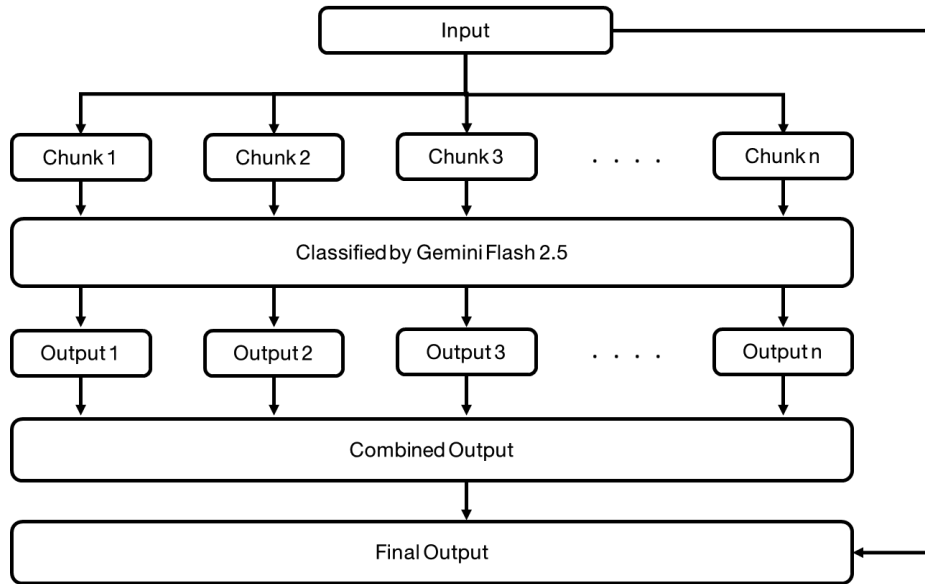 Input
Chunk 1
Chunk 2
Chunk 3
. . . .
Chunk n
Classified by Gemini Flash 2.5
Output 1
Output 2
Output 3
. . . .
Output n
Combined Output
Final Output